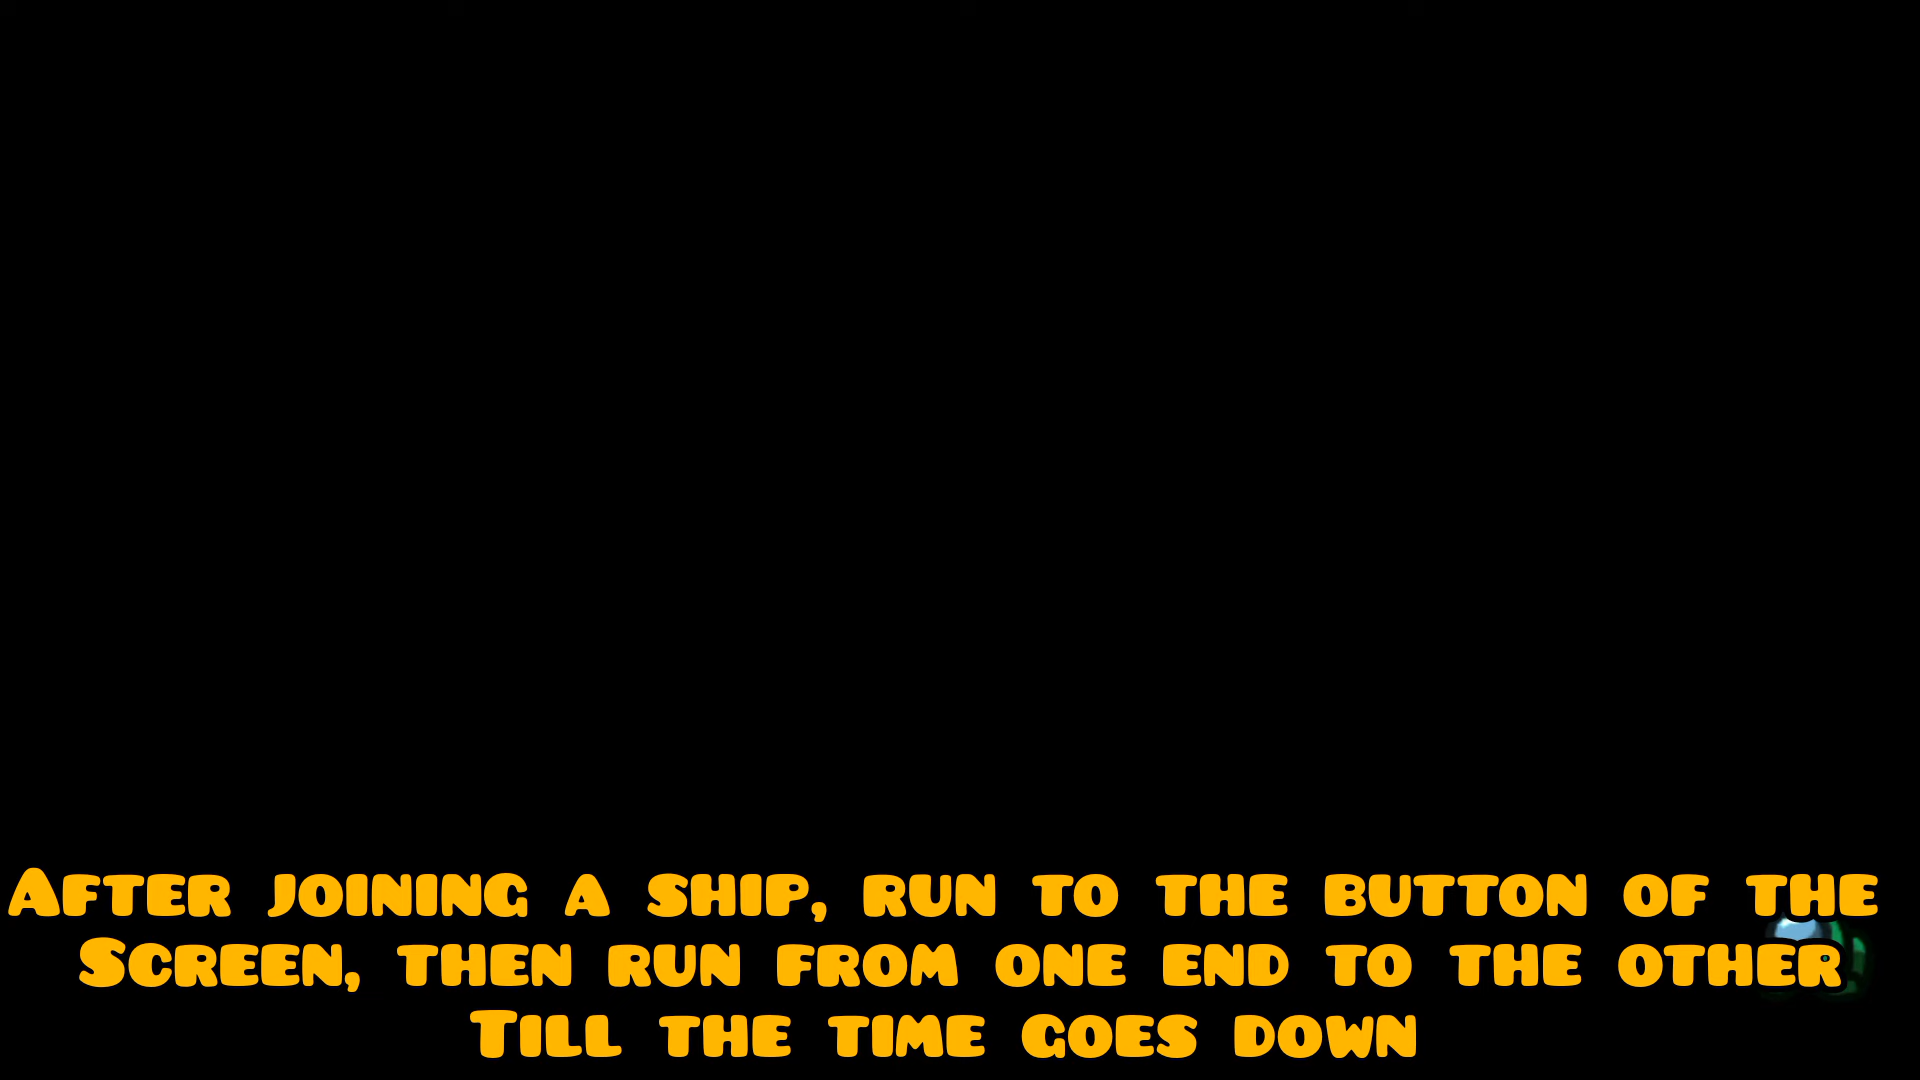 After joining a ship, run to the button of the
Screen, then run from one end to the other
Till the time goes down